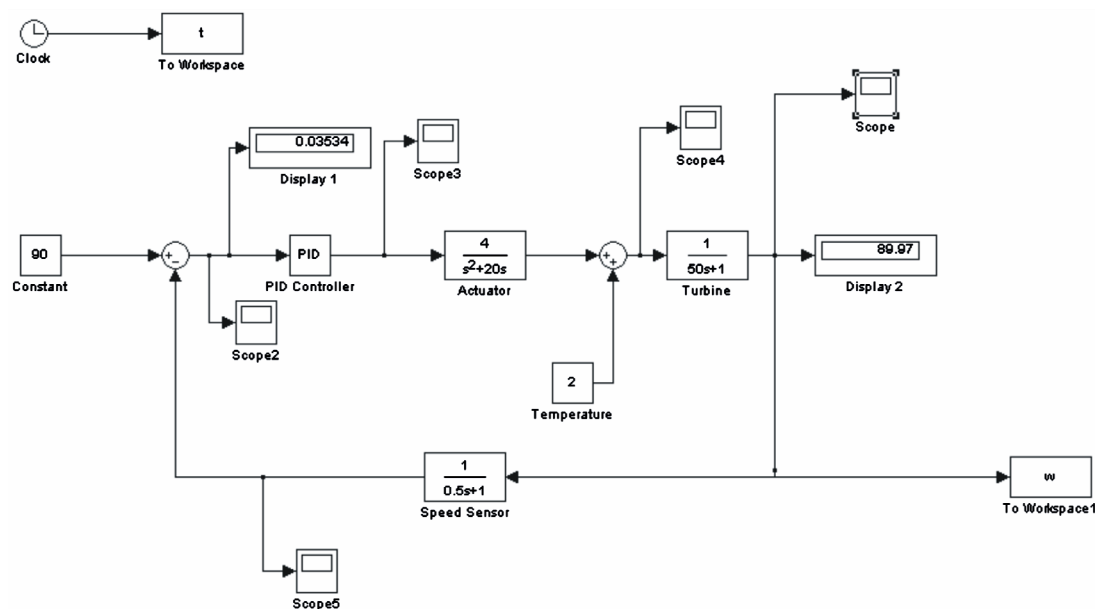 t
Clock
To Workspace
Scope
0.03534
Display 1
Scope3
Scope4
90
Constant
+
−
PID
PID Controller
4
s²+20s
Actuator
+
+
1
50s+1
Turbine
89.97
Display 2
Scope2
2
Temperature
1
0.5s+1
Speed Sensor
w
To Workspace1
Scope5